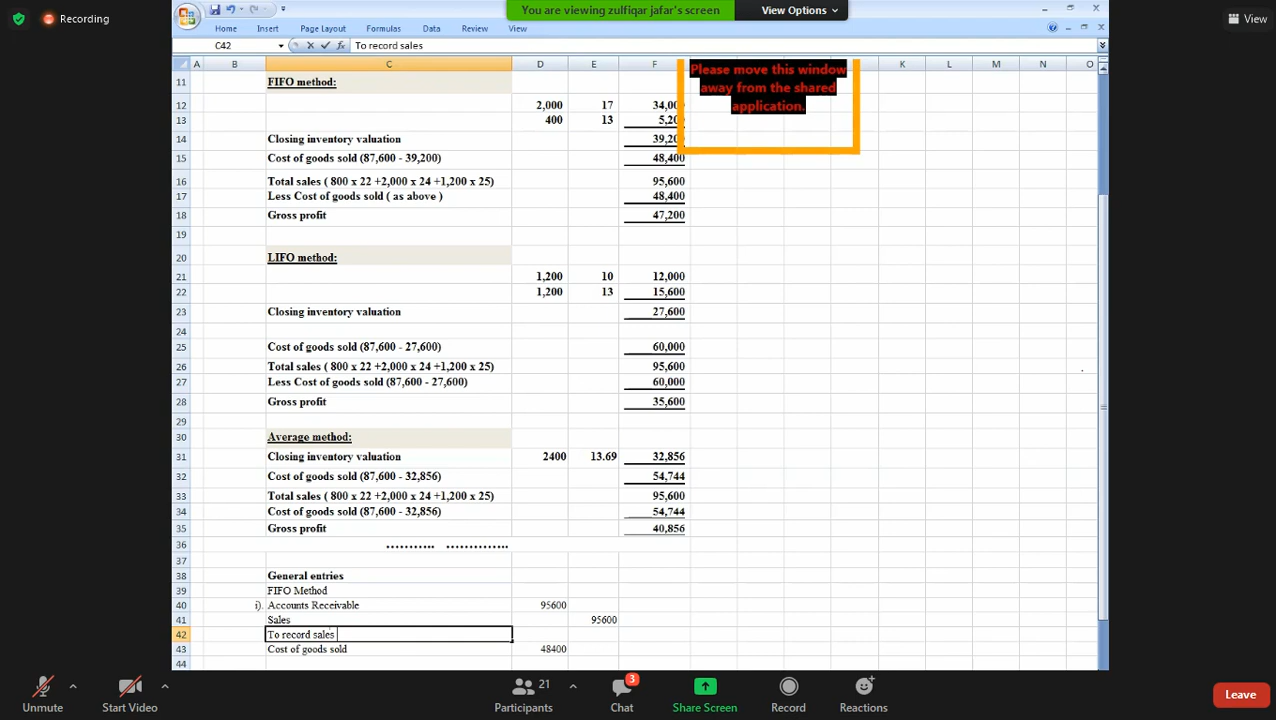 Recording
You are viewing zulfiqar jafar's screen
View Options
View
Home Insert Page Layout Formulas Data Review View
C42 fx To record sales
A B C D E F K L M N O
11 FIFO method:
12 2,000 17 34,000
13 400 13 5,20
14 Closing inventory valuation 39,20
15 Cost of goods sold (87,600 - 39,200) 48,400
16 Total sales ( 800 x 22 +2,000 x 24 +1,200 x 25) 95,600
17 Less Cost of goods sold ( as above ) 48,400
18 Gross profit 47,200
19
20 LIFO method:
21 1,200 10 12,000
22 1,200 13 15,600
23 Closing inventory valuation 27,600
24
25 Cost of goods sold (87,600 - 27,600) 60,000
26 Total sales ( 800 x 22 +2,000 x 24 +1,200 x 25) 95,600
27 Less Cost of goods sold (87,600 - 27,600) 60,000
28 Gross profit 35,600
29
30 Average method:
31 Closing inventory valuation 2400 13.69 32,856
32 Cost of goods sold (87,600 - 32,856) 54,744
33 Total sales ( 800 x 22 +2,000 x 24 +1,200 x 25) 95,600
34 Cost of goods sold (87,600 - 32,856) 54,744
35 Gross profit 40,856
36 ……….. …………..
37
38 General entries
39 FIFO Method
40 i). Accounts Receivable 95600
41 Sales 95600
42 To record sales
43 Cost of goods sold 48400
44
Please move this window
away from the shared
application.
Unmute
Start Video
21
Participants
3
Chat
Share Screen
Record
Reactions
Leave